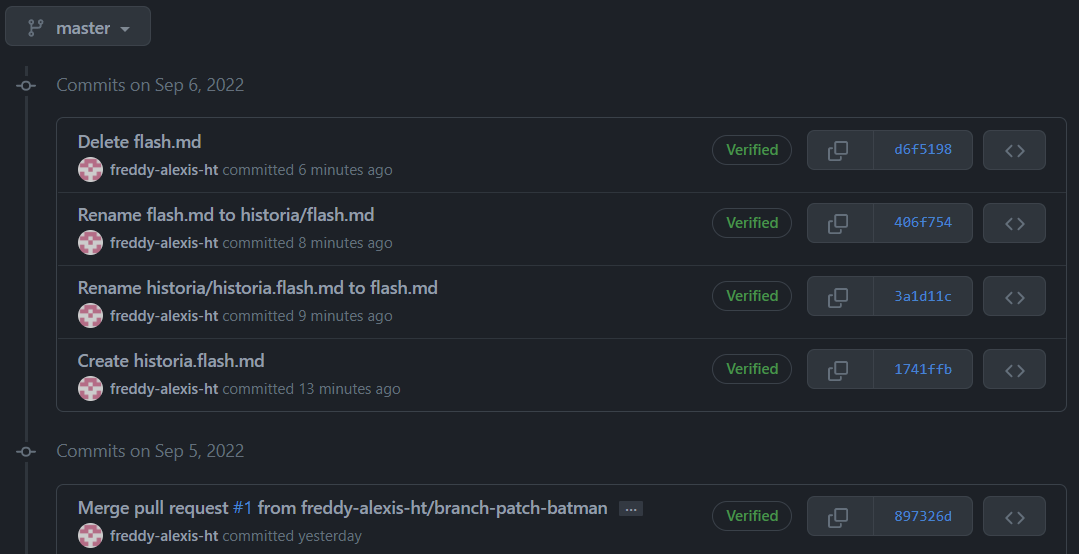 master
Commits on Sep 6, 2022
Delete flash.md
freddy-alexis-ht committed 6 minutes ago
Verified
d6f5198
Rename flash.md to historia/flash.md
freddy-alexis-ht committed 8 minutes ago
Verified
406f754
Rename historia/historia.flash.md to flash.md
freddy-alexis-ht committed 9 minutes ago
Verified
3a1d11c
Create historia.flash.md
freddy-alexis-ht committed 13 minutes ago
Verified
1741ffb
Commits on Sep 5, 2022
Merge pull request #1 from freddy-alexis-ht/branch-patch-batman ...
freddy-alexis-ht committed yesterday
Verified
897326d